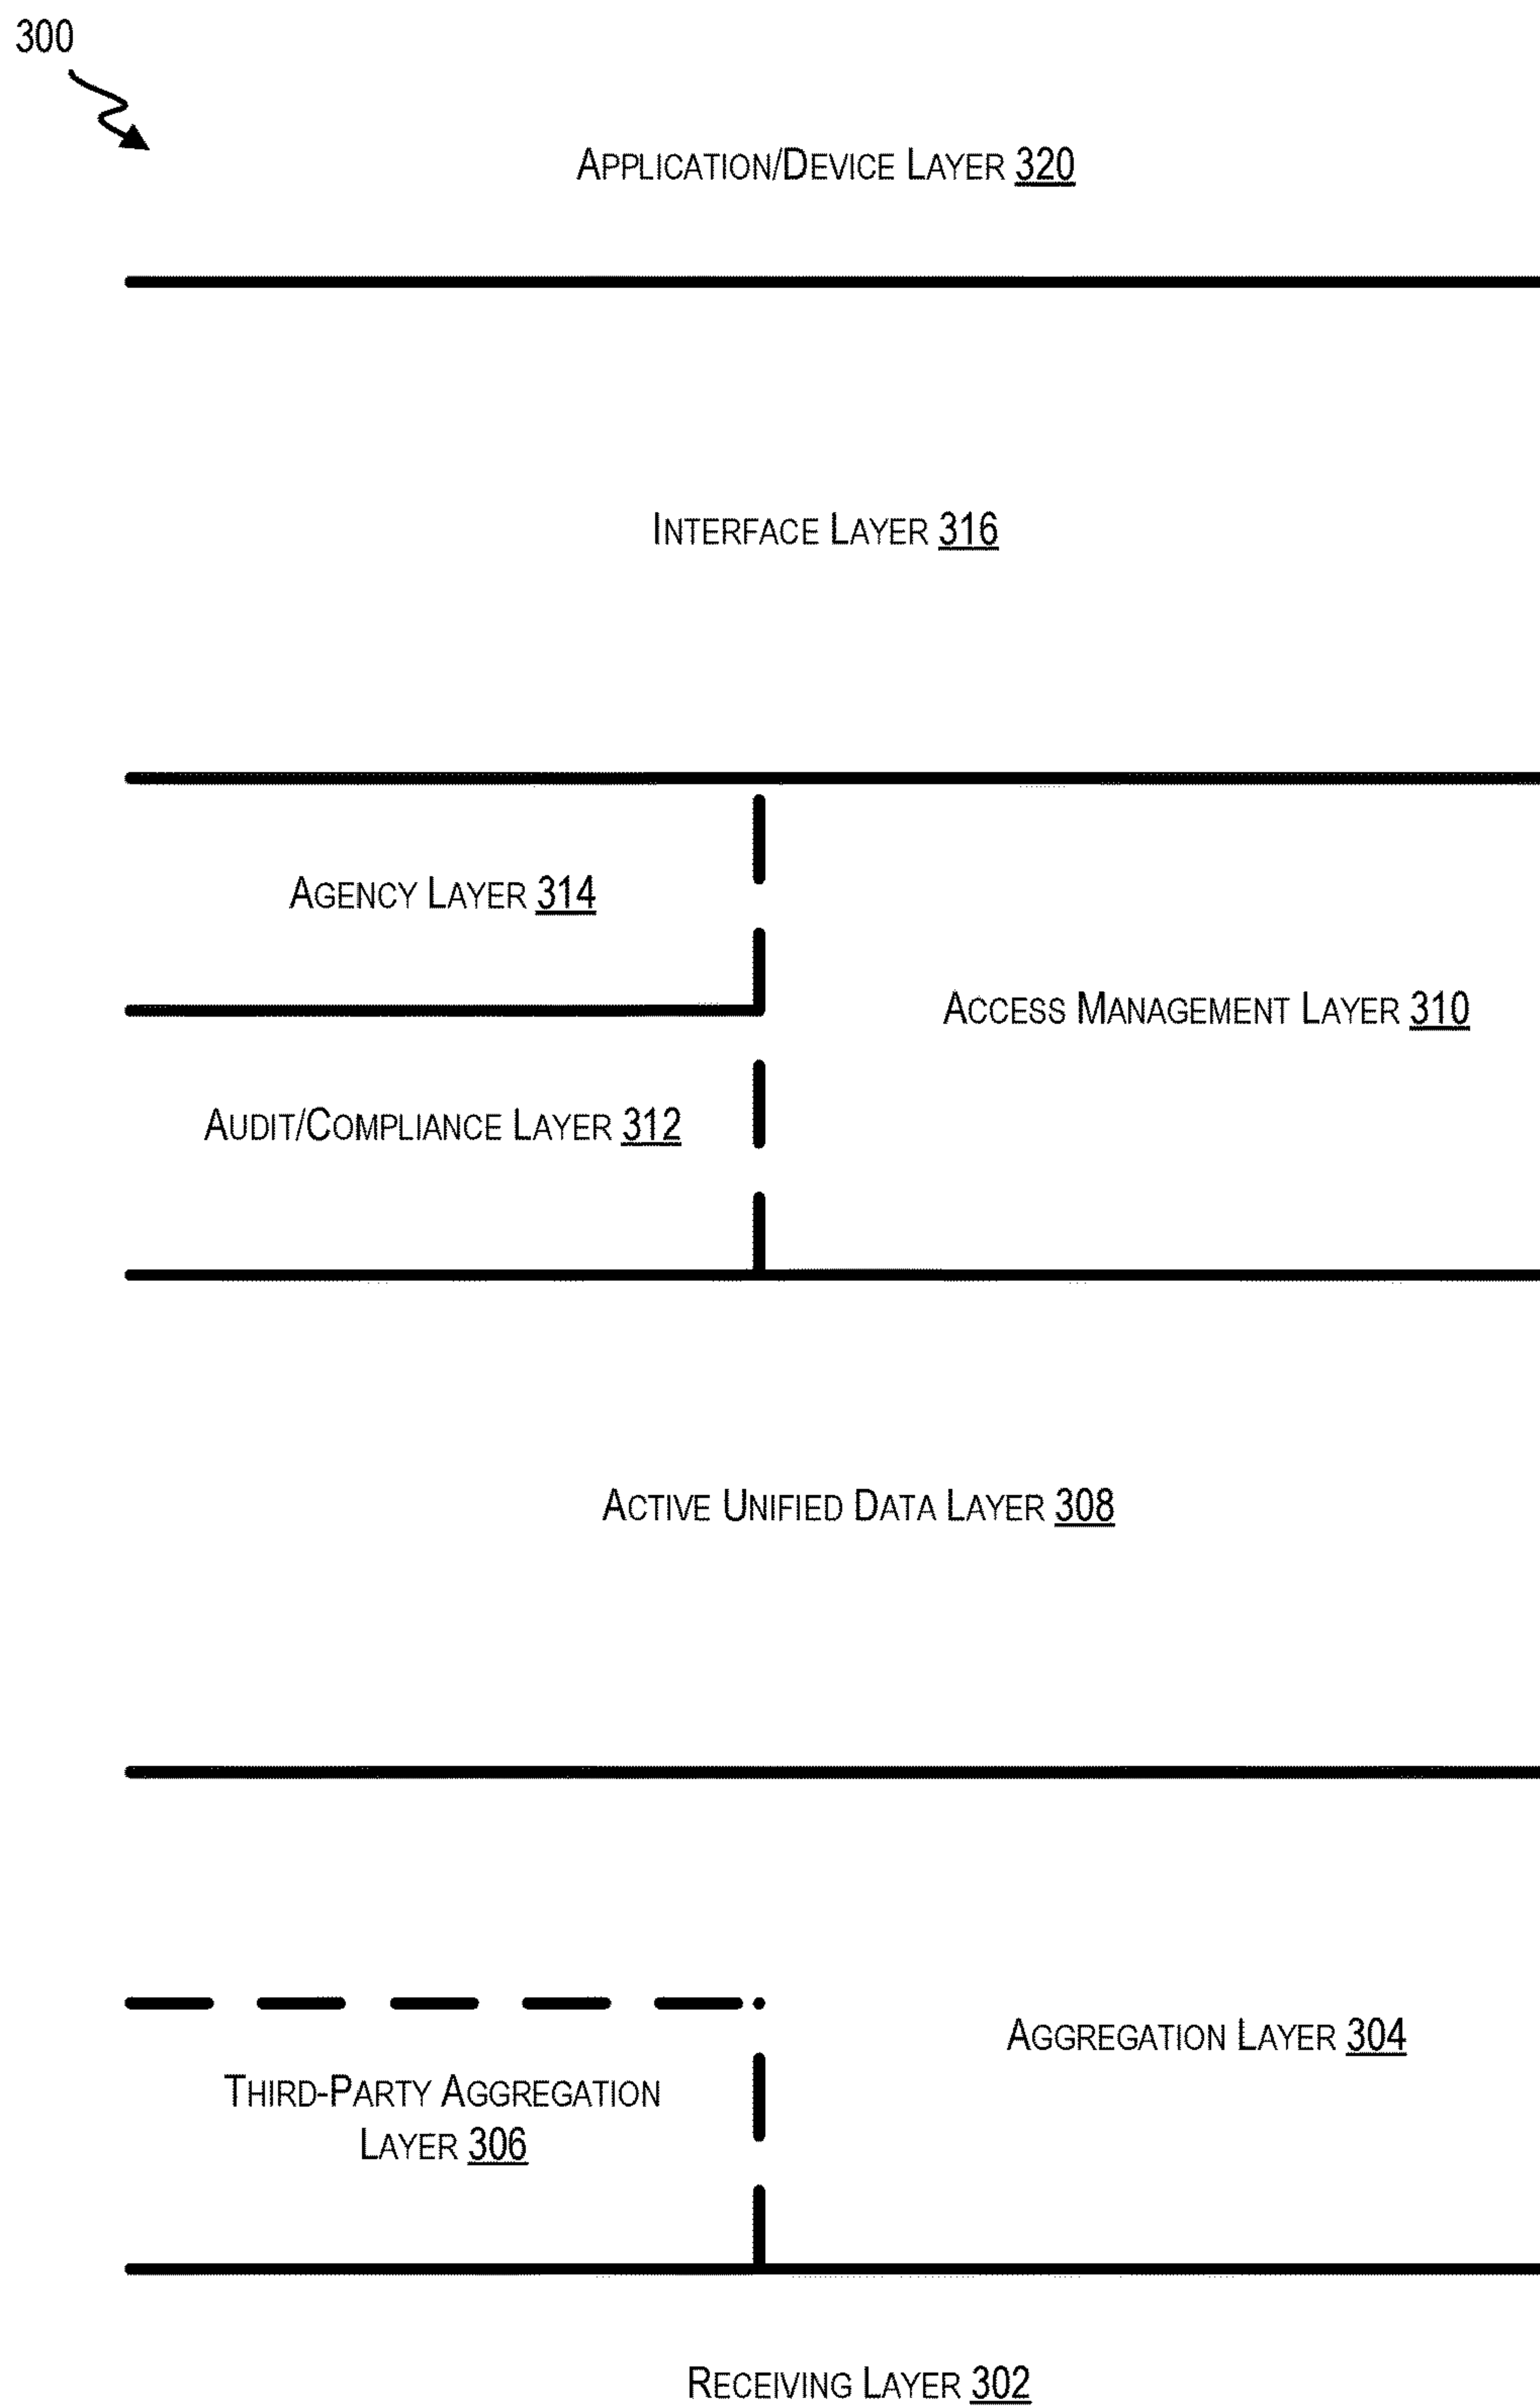 300
APPLICATION/DEVICE LAYER 320
INTERFACE LAYER 316
AGENCY LAYER 314
ACCESS MANAGEMENT LAYER 310
AUDIT/COMPLIANCE LAYER 312
ACTIVE UNIFIED DATA LAYER 308
AGGREGATION LAYER 304
THIRD-PARTY AGGREGATION
LAYER 306
RECEIVING LAYER 302